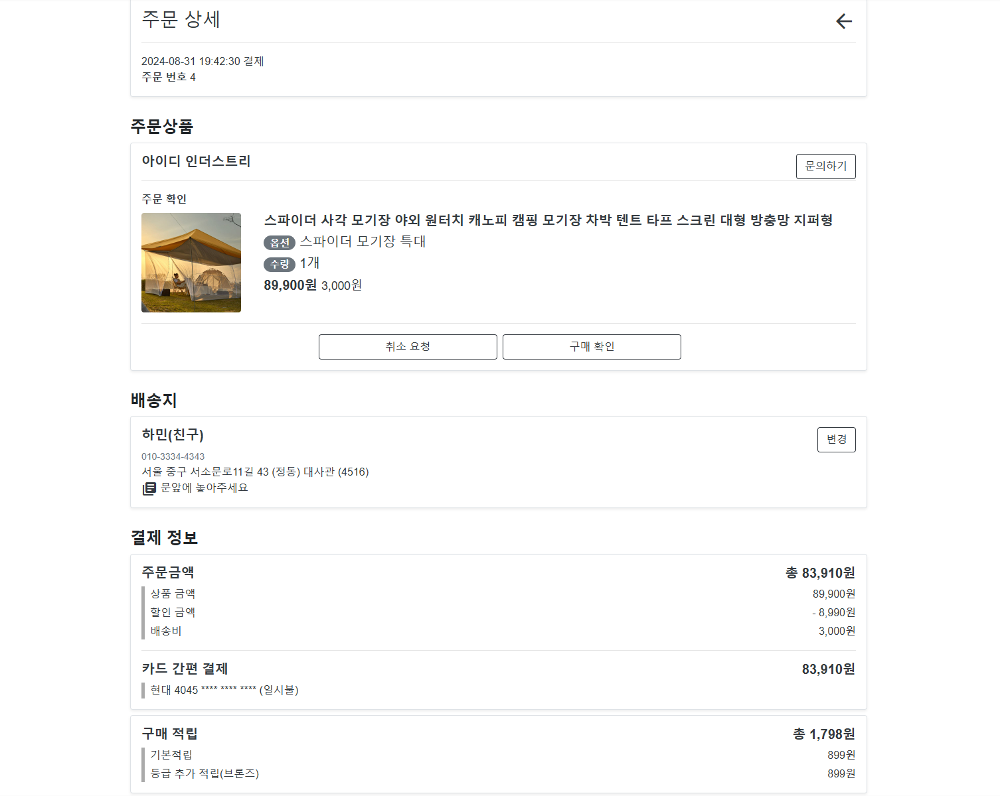 주문 상세
2024-08-31 19:42:30 결제
주문 번호 4
주문상품
아이디 인더스트리
문의하기
주문 확인
스파이더 사각 모기장 야외 원터치 캐노피 캠핑 모기장 차박 텐트 타프 스크린 대형 방충망 지퍼형
옵션 스파이더 모기장 특대
수량 1개
89,900원 3,000원
취소 요청 구매 확인
배송지
하민(친구)
변경
010-3334-4343
서울 중구 서소문로11길 43 (정동) 대사관 (4516)
문앞에 놓아주세요
결제 정보
주문금액 총 83,910원
상품 금액 89,900원
할인 금액 - 8,990원
배송비 3,000원
카드 간편 결제 83,910원
현대 4045 **** **** **** (일시불)
구매 적립 총 1,798원
기본적립 899원
등급 추가 적립(브론즈) 899원